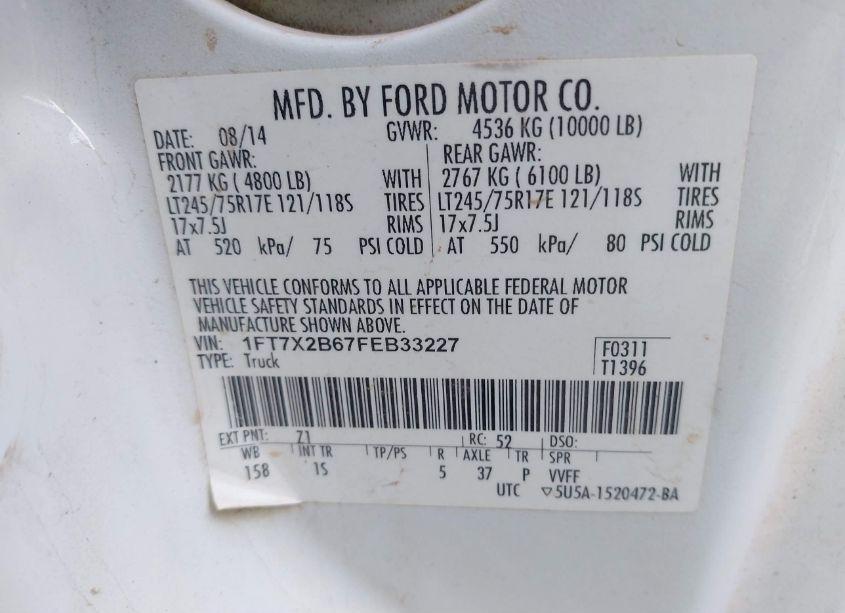 MFD. BY FORD MOTOR CO.
DATE: 08/14 GVWR: 4536 KG (10000 LB)
FRONT GAWR: REAR GAWR:
2177 KG ( 4800 LB) WITH 2767 KG ( 6100 LB) WITH
LT245/75R17E 121/118S TIRES LT245/75R17E 121/118S TIRES
17x7.5J RIMS 17x7.5J RIMS
AT 520 kPa/ 75 PSI COLD AT 550 kPa/ 80 PSI COLD
THIS VEHICLE CONFORMS TO ALL APPLICABLE FEDERAL MOTOR
VEHICLE SAFETY STANDARDS IN EFFECT ON THE DATE OF
MANUFACTURE SHOWN ABOVE.
VIN: 1FT7X2B67FEB33227 F0311
TYPE: Truck T1396
EXT PNT: Z1 RC: 52 DSO:
WB INT TR TP/PS R AXLE TR SPR
158 1S 5 37 P VVFF
UTC ▽5U5A-1520472-BA